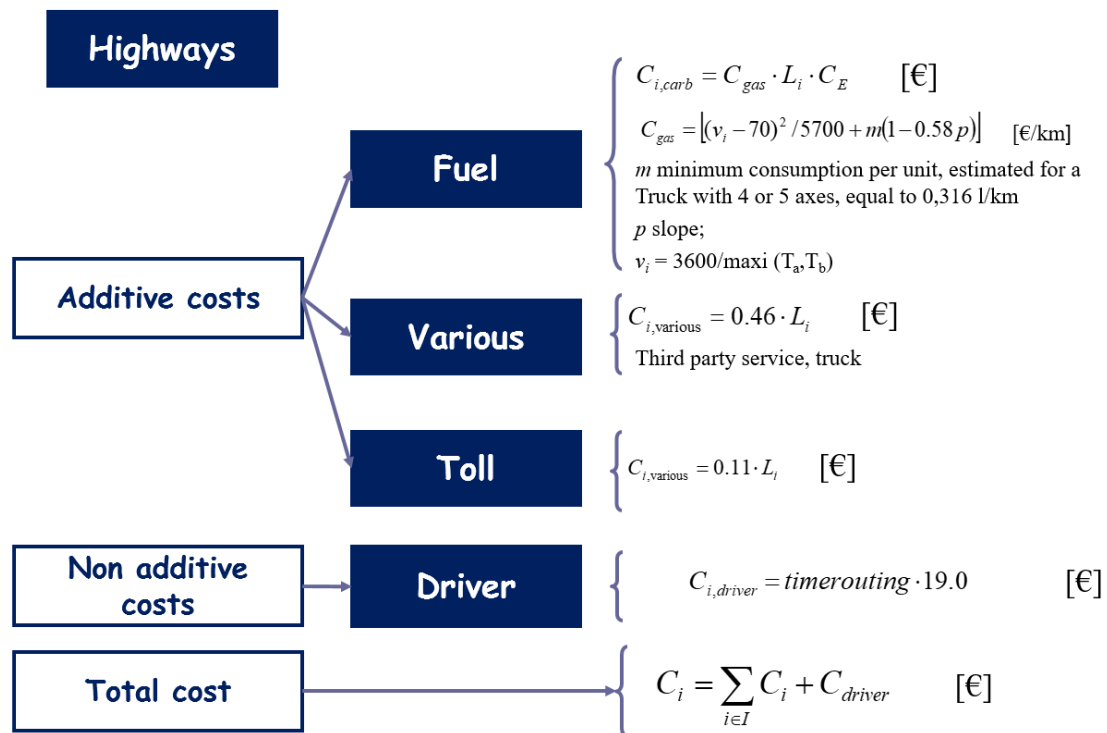 Highways
C_{i,carb} = C_{gas} · L_i · C_E [€]
C_{gas} = [(v_i − 70)² / 5700 + m(1 − 0.58 p)] [€/km]
Fuel
m minimum consumption per unit, estimated for a
Truck with 4 or 5 axes, equal to 0,316 l/km
p slope;
v_i = 3600/maxi (T_a,T_b)
Additive costs
Various
C_{i,various} = 0.46 · L_i [€]
Third party service, truck
Toll
C_{i,various} = 0.11 · L_i [€]
Non additive
costs
Driver
C_{i,driver} = timerouting · 19.0 [€]
Total cost
C_i = ∑_{i∈I} C_i + C_{driver} [€]